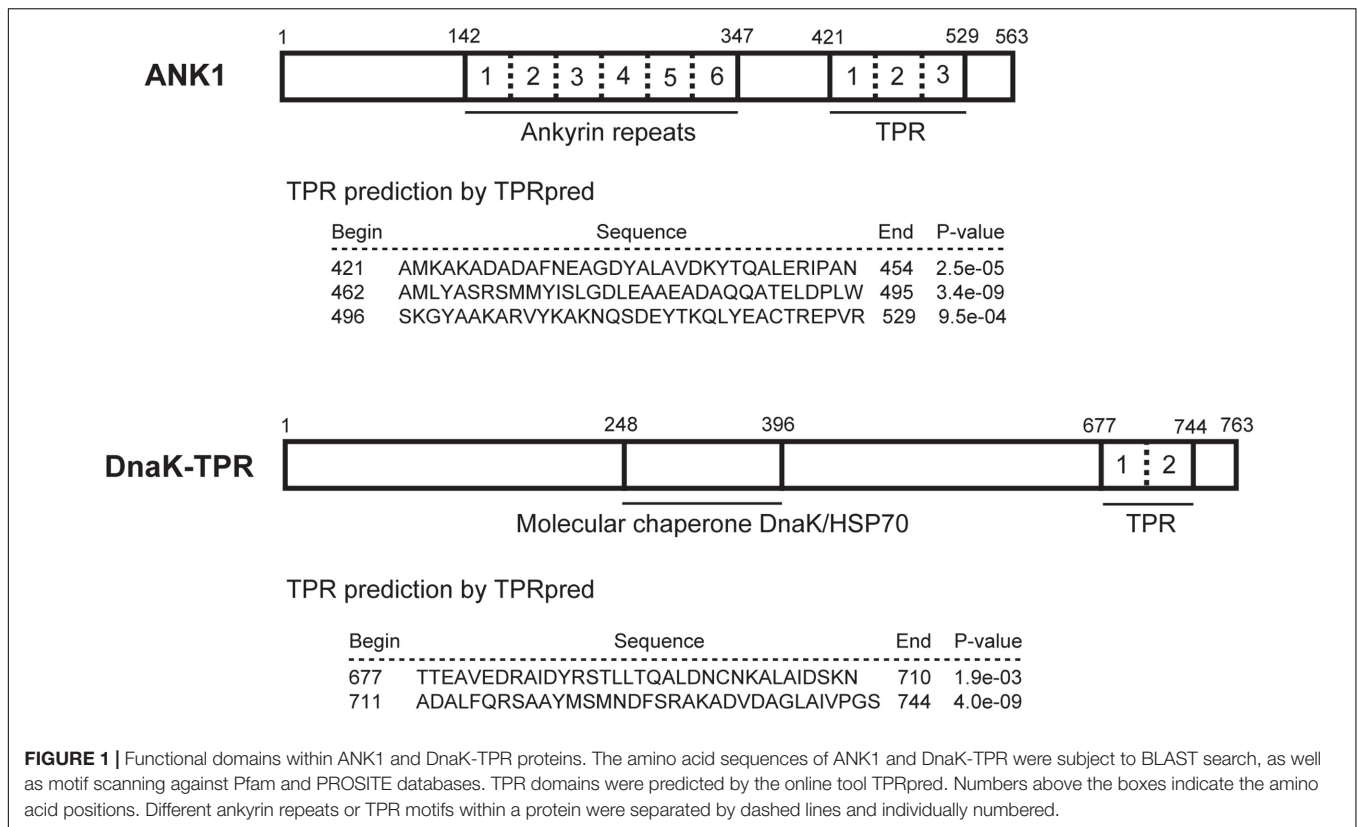 1 142 347 421 529 563
ANK1 1 2 3 4 5 6 1 2 3
Ankyrin repeats TPR
TPR prediction by TPRpred
Begin Sequence End P-value
421 AMKAKADADAFNEAGDYALAVDKYTQALERIPAN 454 2.5e-05
462 AMLYASRSMMYISLGDLEAAEADAQQATELDPLW 495 3.4e-09
496 SKGYAAKARVYKAKNQSDEYTKQLYEACTREPVR 529 9.5e-04
1 248 396 677 744 763
DnaK-TPR 1 2
Molecular chaperone DnaK/HSP70 TPR
TPR prediction by TPRpred
Begin Sequence End P-value
677 TTEAVEDRAIDYRSTLLTQALDNCNKALAIDSKN 710 1.9e-03
711 ADALFQRSAAYMSMNDFSRAKADVDAGLAIVPGS 744 4.0e-09
FIGURE 1 | Functional domains within ANK1 and DnaK-TPR proteins. The amino acid sequences of ANK1 and DnaK-TPR were subject to BLAST search, as well
as motif scanning against Pfam and PROSITE databases. TPR domains were predicted by the online tool TPRpred. Numbers above the boxes indicate the amino
acid positions. Different ankyrin repeats or TPR motifs within a protein were separated by dashed lines and individually numbered.